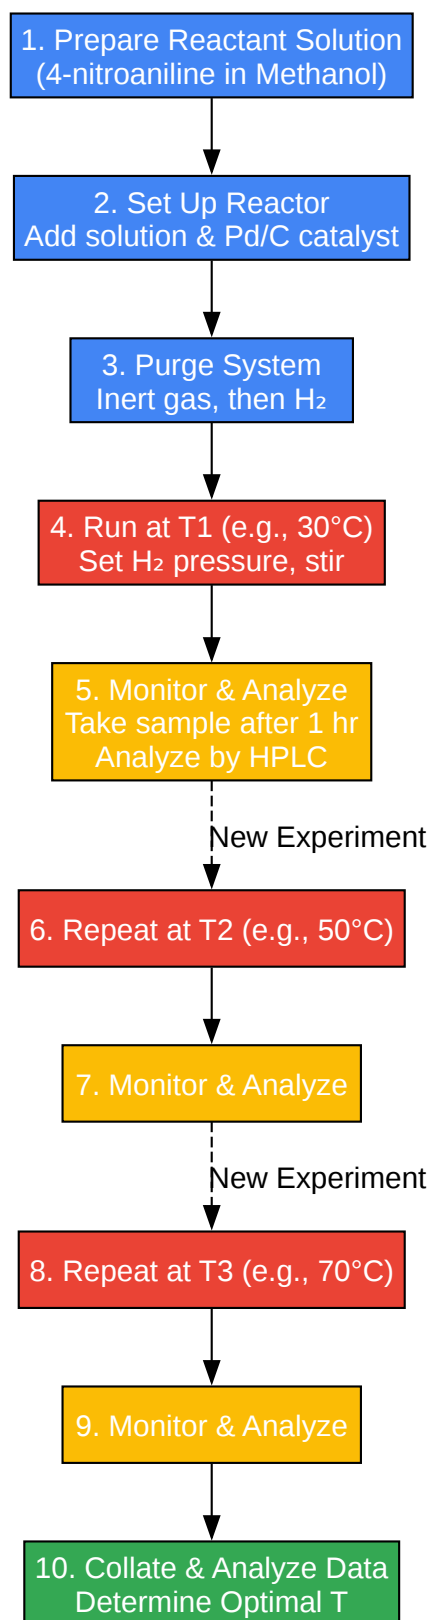 1. Prepare Reactant Solution
(4-nitroaniline in Methanol)
2. Set Up Reactor
Add solution & Pd/C catalyst
3. Purge System
Inert gas, then H₂
4. Run at T1 (e.g., 30°C)
Set H₂ pressure, stir
5. Monitor & Analyze
Take sample after 1 hr
Analyze by HPLC
New Experiment
6. Repeat at T2 (e.g., 50°C)
7. Monitor & Analyze
New Experiment
8. Repeat at T3 (e.g., 70°C)
9. Monitor & Analyze
10. Collate & Analyze Data
Determine Optimal T